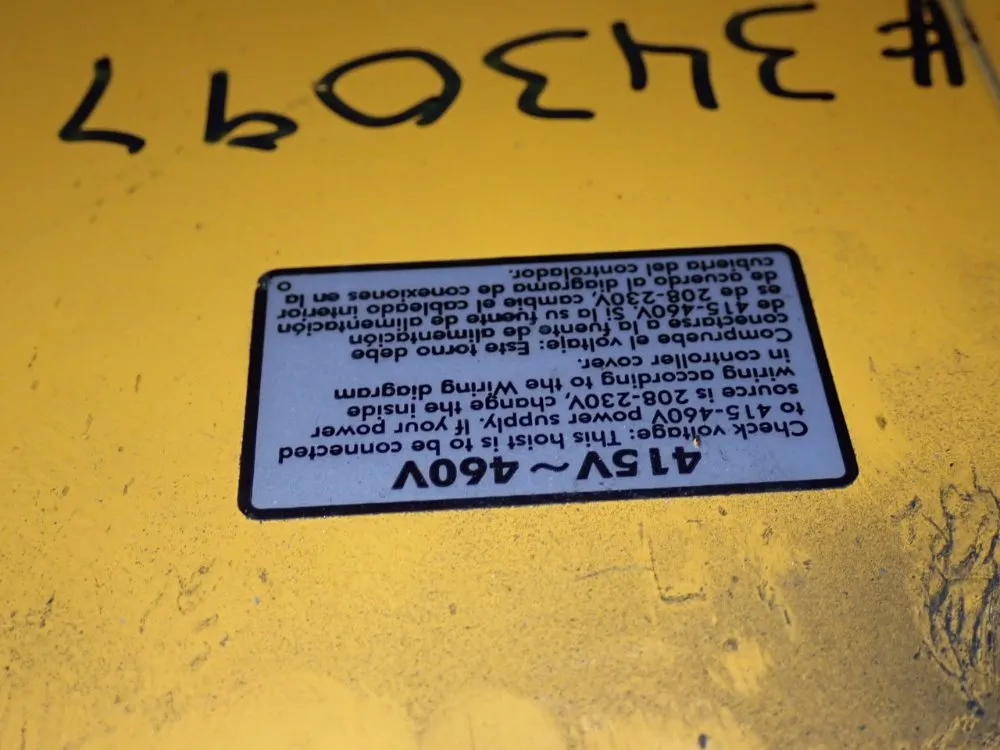 415V~460V
Check voltage: This hoist is to be connected
to 415-460V power supply. If your power
source is 208-230V, change the inside
wiring according to the Wiring diagram
in controller cover.
Compruebe el voltaje: Este torno debe
conectarse a la fuente de alimentación
de 415-460V. Si la su fuente de alimentación
es de 208-230V, cambie el cableado interior
de acuerdo al diagrama de conexiones en la
cubierta del controlador.
#343097